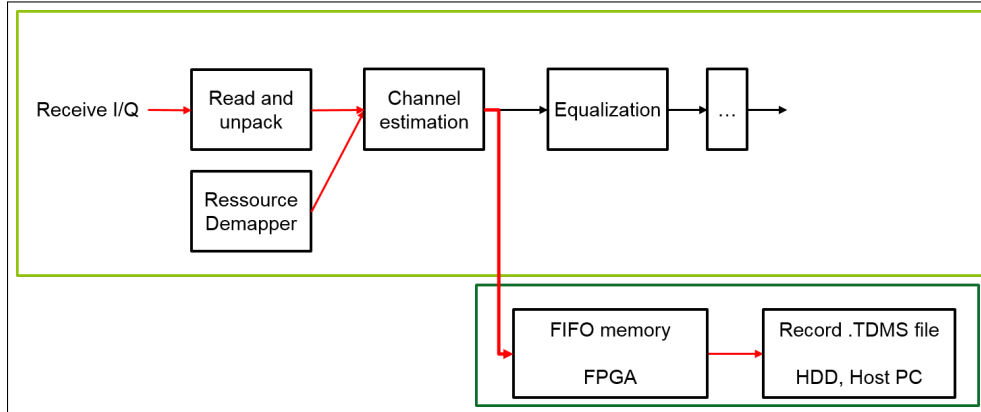 Receive I/Q
Read and
unpack
Channel
estimation
Equalization
...
Ressource
Demapper
FIFO memory
FPGA
Record .TDMS file
HDD, Host PC